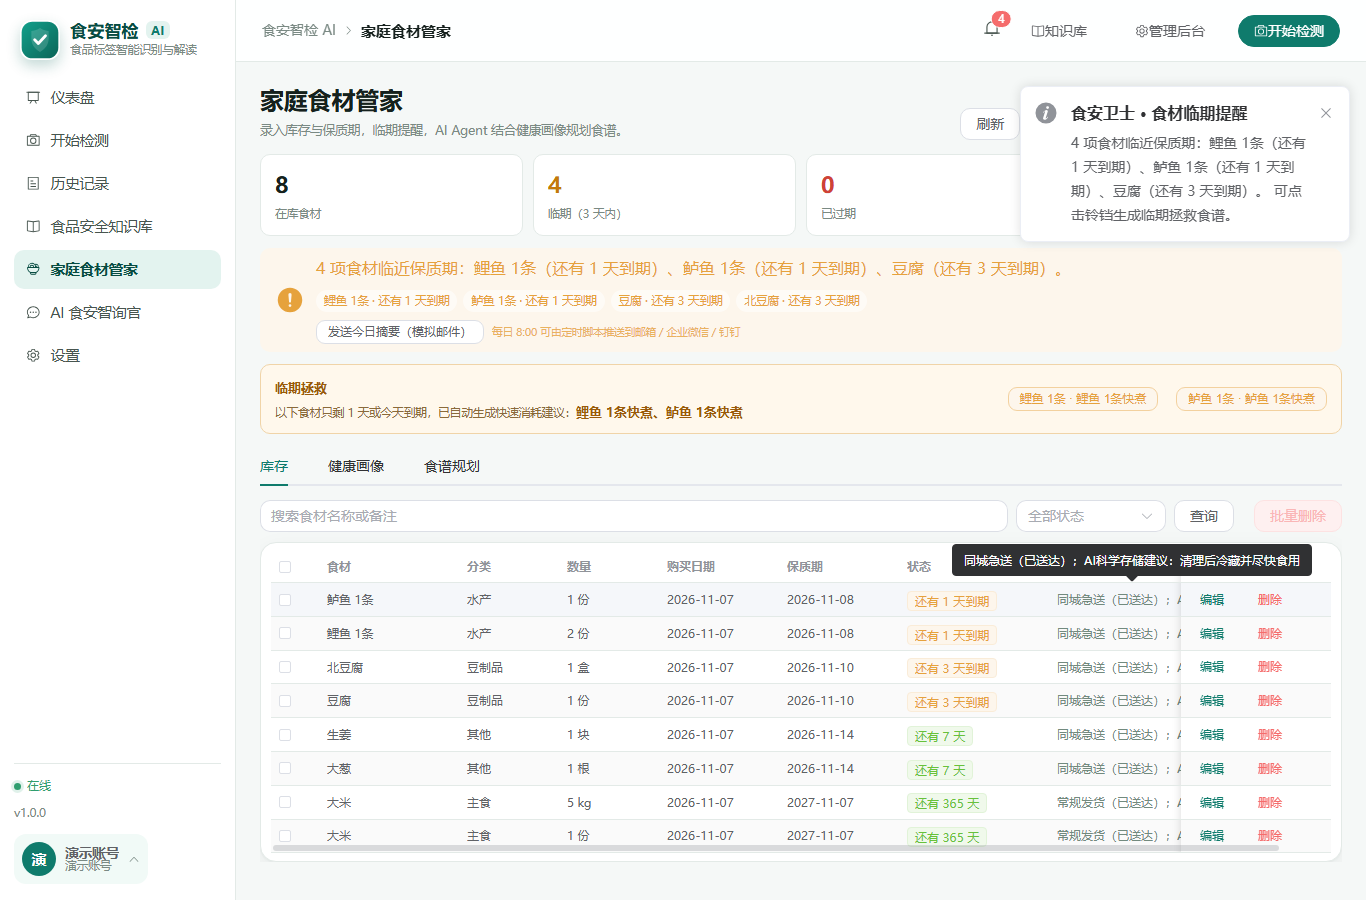 食安智检 AI
食品标签智能识别与解读
仪表盘
开始检测
历史记录
食品安全知识库
家庭食材管家
AI 食安智询官
设置
在线
v1.0.0
演
演示账号
演示账号
食安智检 AI > 家庭食材管家
4
知识库
管理后台
开始检测
家庭食材管家
录入库存与保质期，临期提醒，AI Agent 结合健康画像规划食谱。
刷新
食安卫士 • 食材临期提醒
4 项食材临近保质期：鲤鱼 1条（还有
1 天到期）、鲈鱼 1条（还有 1 天到
期）、豆腐（还有 3 天到期）。 可点
击铃铛生成临期拯救食谱。
8
在库食材
4
临期（3 天内）
0
已过期
4 项食材临近保质期：鲤鱼 1条（还有 1 天到期）、鲈鱼 1条（还有 1 天到期）、豆腐（还有 3 天到期）。
鲤鱼 1条 · 还有 1 天到期 鲈鱼 1条 · 还有 1 天到期 豆腐 · 还有 3 天到期 北豆腐 · 还有 3 天到期
发送今日摘要（模拟邮件） 每日 8:00 可由定时脚本推送到邮箱 / 企业微信 / 钉钉
临期拯救
以下食材只剩 1 天或今天到期，已自动生成快速消耗建议：鲤鱼 1条快煮、鲈鱼 1条快煮
鲤鱼 1条 · 鲤鱼 1条快煮 鲈鱼 1条 · 鲈鱼 1条快煮
库存 健康画像 食谱规划
搜索食材名称或备注 全部状态 查询 批量删除
同城急送（已送达）；AI科学存储建议：清理后冷藏并尽快食用
食材 分类 数量 购买日期 保质期 状态
鲈鱼 1条 水产 1 份 2026-11-07 2026-11-08 还有 1 天到期 同城急送（已送达）； 编辑 删除
鲤鱼 1条 水产 2 份 2026-11-07 2026-11-08 还有 1 天到期 同城急送（已送达）； 编辑 删除
北豆腐 豆制品 1 盒 2026-11-07 2026-11-10 还有 3 天到期 同城急送（已送达）； 编辑 删除
豆腐 豆制品 1 份 2026-11-07 2026-11-10 还有 3 天到期 同城急送（已送达）； 编辑 删除
生姜 其他 1 块 2026-11-07 2026-11-14 还有 7 天 同城急送（已送达）； 编辑 删除
大葱 其他 1 根 2026-11-07 2026-11-14 还有 7 天 同城急送（已送达）； 编辑 删除
大米 主食 5 kg 2026-11-07 2027-11-07 还有 365 天 常规发货（已送达）； 编辑 删除
大米 主食 1 份 2026-11-07 2027-11-07 还有 365 天 常规发货（已送达）； 编辑 删除